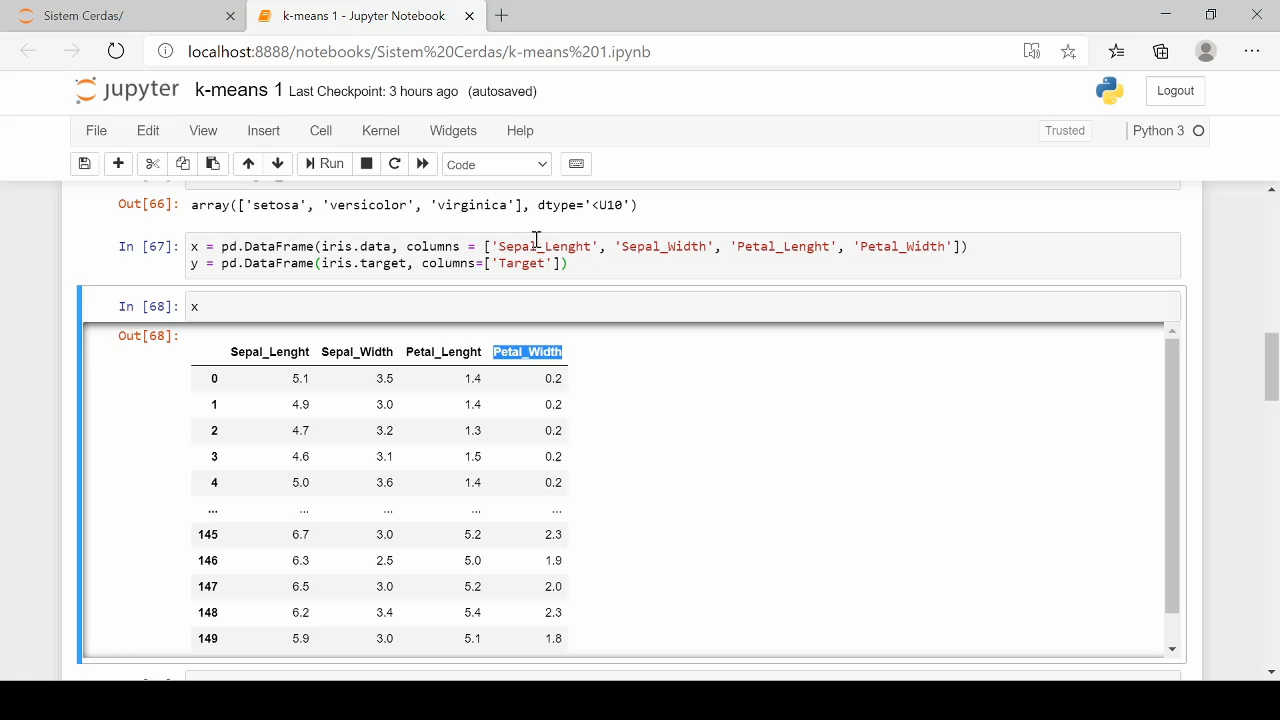 Sistem Cerdas/
k-means 1 - Jupyter Notebook
localhost:8888/notebooks/Sistem%20Cerdas/k-means%201.ipynb
jupyter k-means 1 Last Checkpoint: 3 hours ago (autosaved)
Logout
File Edit View Insert Cell Kernel Widgets Help
Trusted
Python 3
Run
Code
Out[66]: array(['setosa', 'versicolor', 'virginica'], dtype='<U10')
In [67]: x = pd.DataFrame(iris.data, columns = ['Sepal_Lenght', 'Sepal_Width', 'Petal_Lenght', 'Petal_Width'])
y = pd.DataFrame(iris.target, columns=['Target'])
In [68]: x
Out[68]:
Sepal_Lenght Sepal_Width Petal_Lenght Petal_Width
0 5.1 3.5 1.4 0.2
1 4.9 3.0 1.4 0.2
2 4.7 3.2 1.3 0.2
3 4.6 3.1 1.5 0.2
4 5.0 3.6 1.4 0.2
... ... ... ... ...
145 6.7 3.0 5.2 2.3
146 6.3 2.5 5.0 1.9
147 6.5 3.0 5.2 2.0
148 6.2 3.4 5.4 2.3
149 5.9 3.0 5.1 1.8